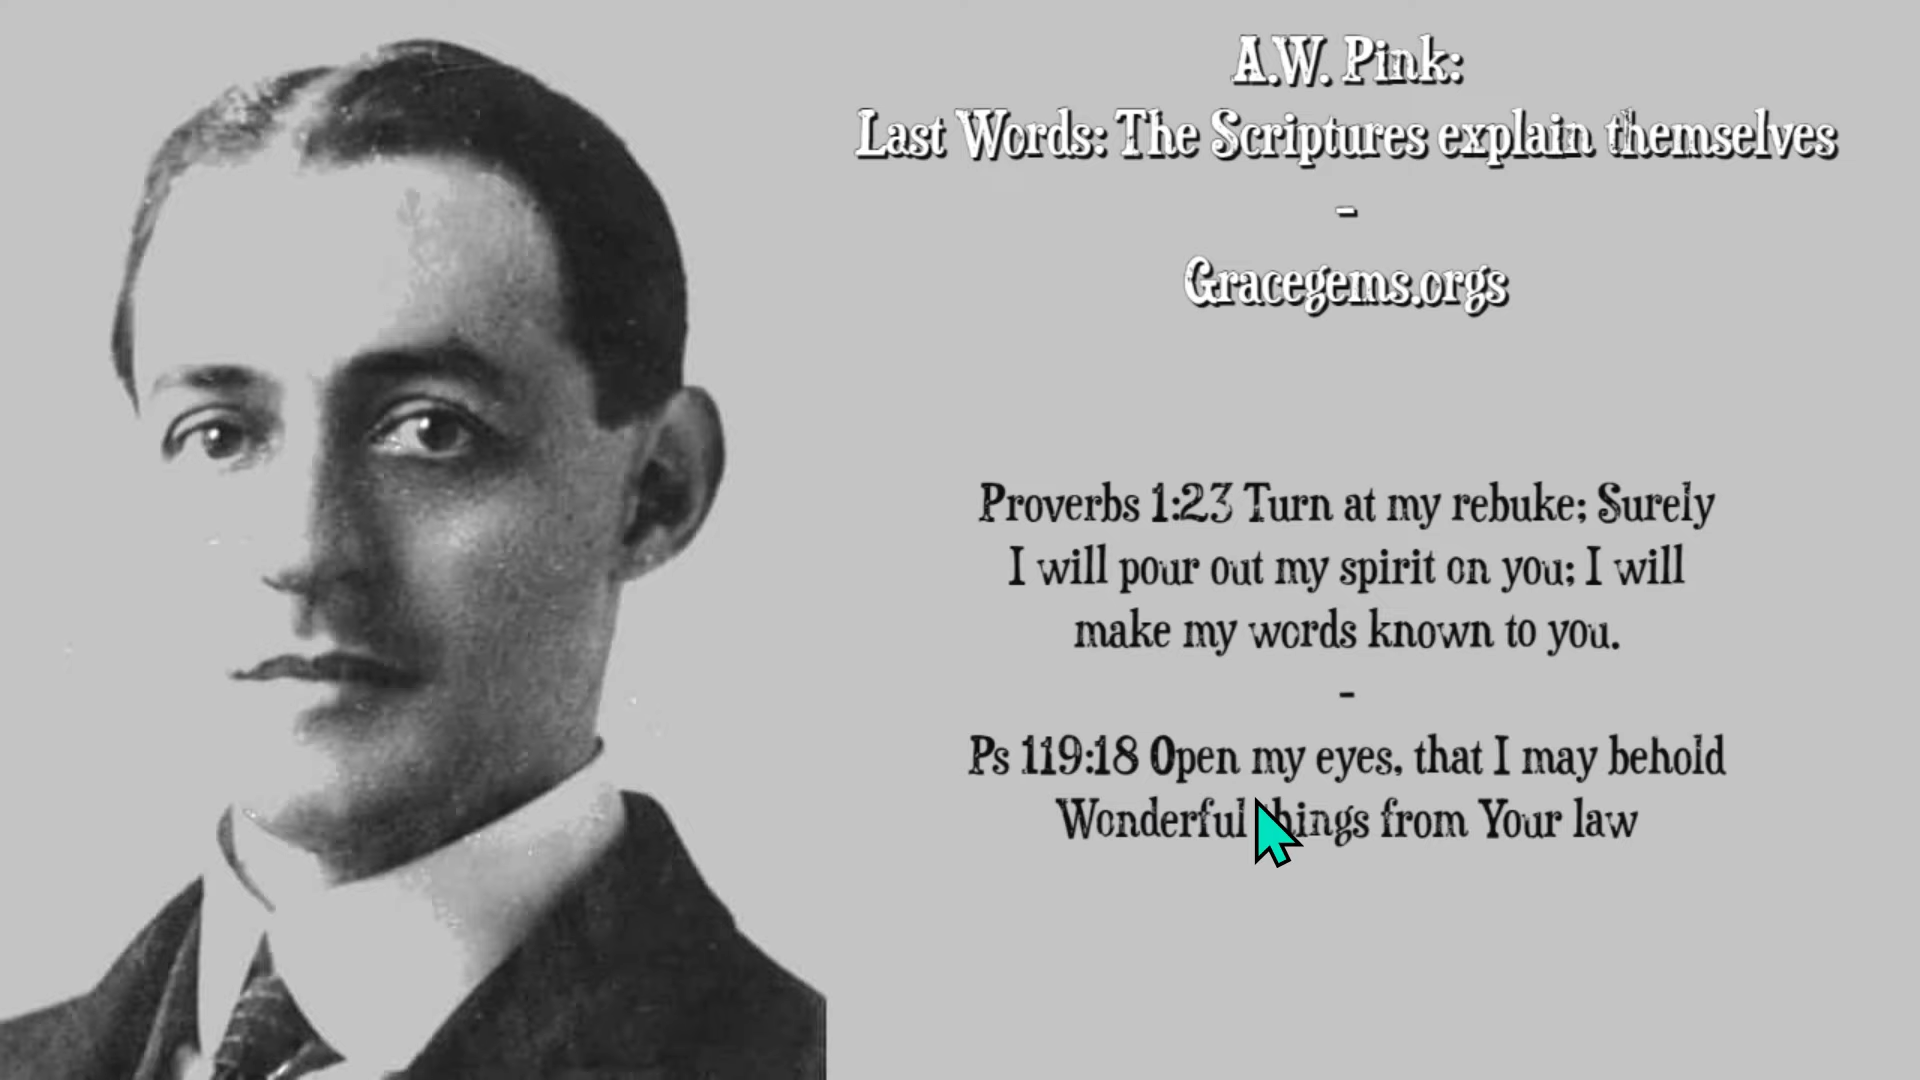 A.W. Pink:
Last Words: The Scriptures explain themselves
-
Gracegems.orgs
Proverbs 1:23 Turn at my rebuke; Surely
I will pour out my spirit on you; I will
make my words known to you.
-
Ps 119:18 Open my eyes, that I may behold
Wonderful things from Your law